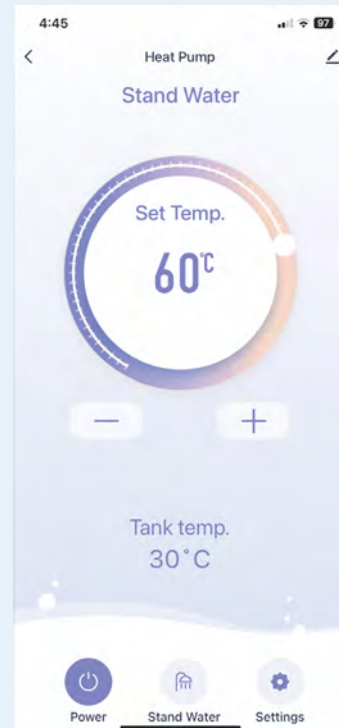 4:45
97
Heat Pump
Stand Water
Set Temp.
60℃
Tank temp.
30°C
Power
Stand Water
Settings